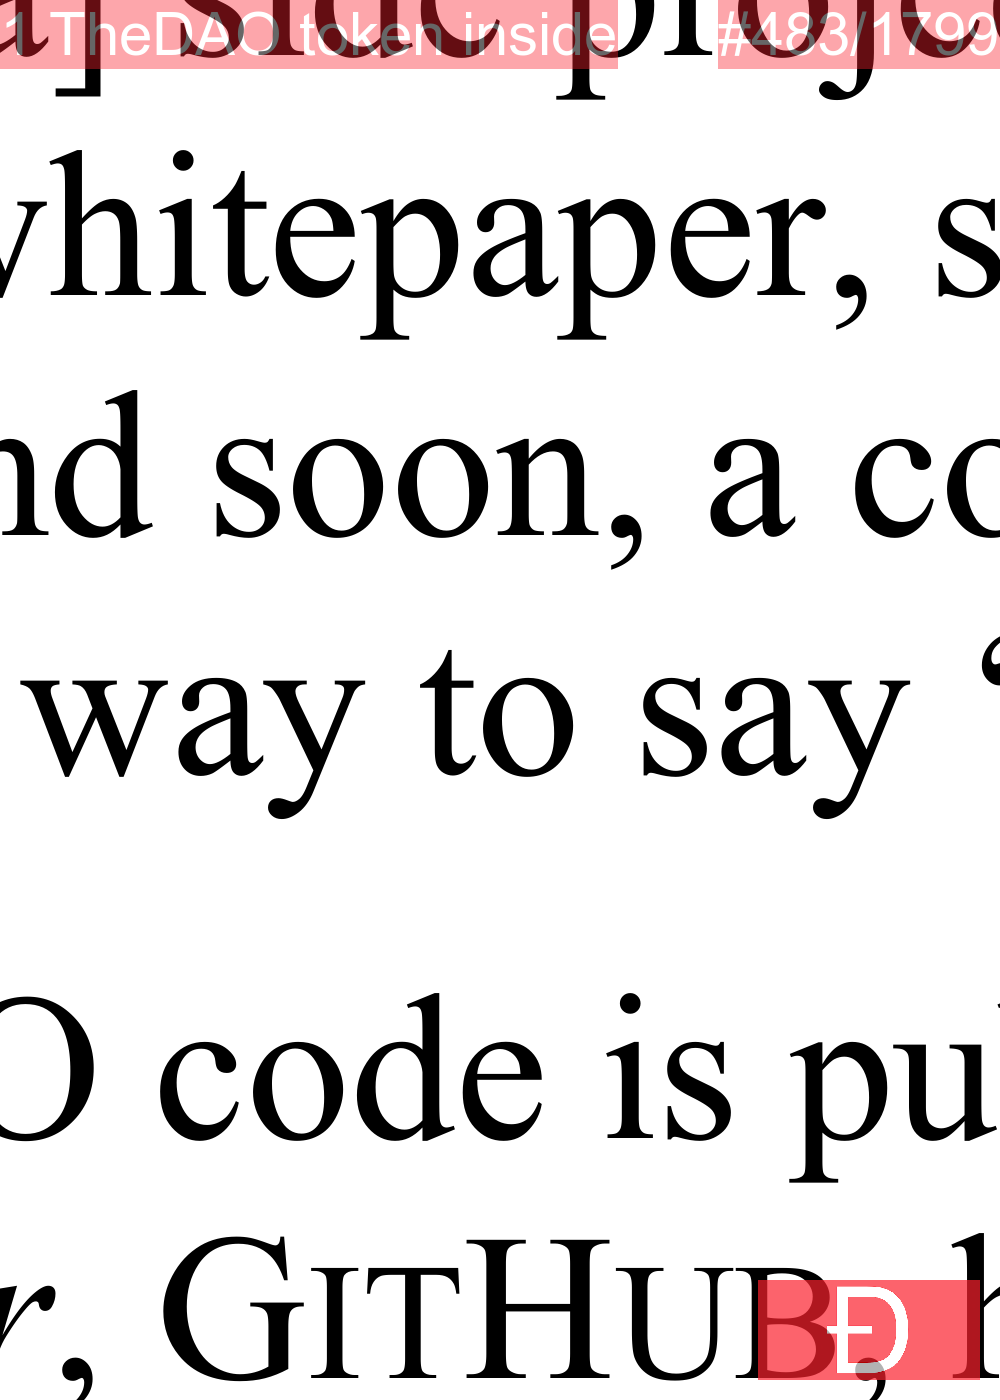 1 TheDAO token inside #483/1799
a] side proje
whitepaper, s
nd soon, a co
way to say “
O code is pu
r, GITHUB, h
Đ